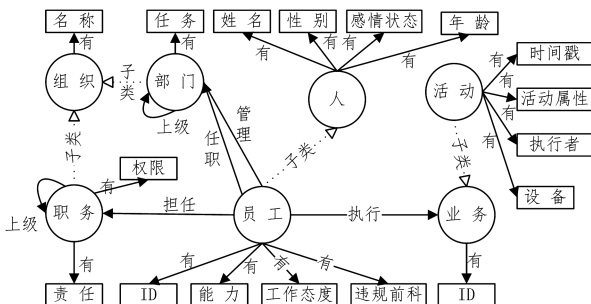 名称
任务
姓名
性别
感情状态
年龄
有
有
有
有
有
有
时间戳
有
组织
子类
部门
人
活动
有
活动属性
有
上级
管理
任职
有
执行者
子类
子类
子类
有
权限
设备
有
上级
职务
担任
员工
执行
业务
有
有
有
有
有
有
责任
ID
能力
工作态度
违规前科
ID